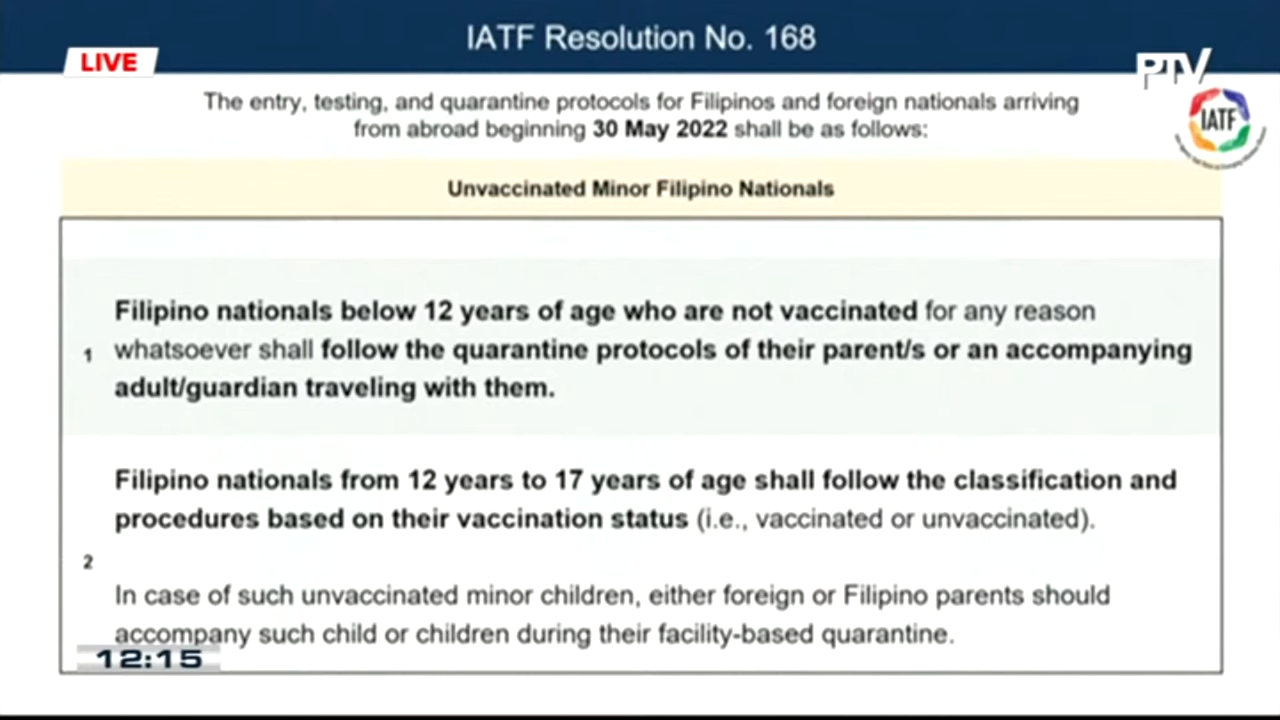 IATF Resolution No. 168
LIVE
PTV
The entry, testing, and quarantine protocols for Filipinos and foreign nationals arriving
from abroad beginning 30 May 2022 shall be as follows:
IATF
Unvaccinated Minor Filipino Nationals
Filipino nationals below 12 years of age who are not vaccinated for any reason
1 whatsoever shall follow the quarantine protocols of their parent/s or an accompanying
adult/guardian traveling with them.
Filipino nationals from 12 years to 17 years of age shall follow the classification and
procedures based on their vaccination status (i.e., vaccinated or unvaccinated).
2
In case of such unvaccinated minor children, either foreign or Filipino parents should
accompany such child or children during their facility-based quarantine.
12:15